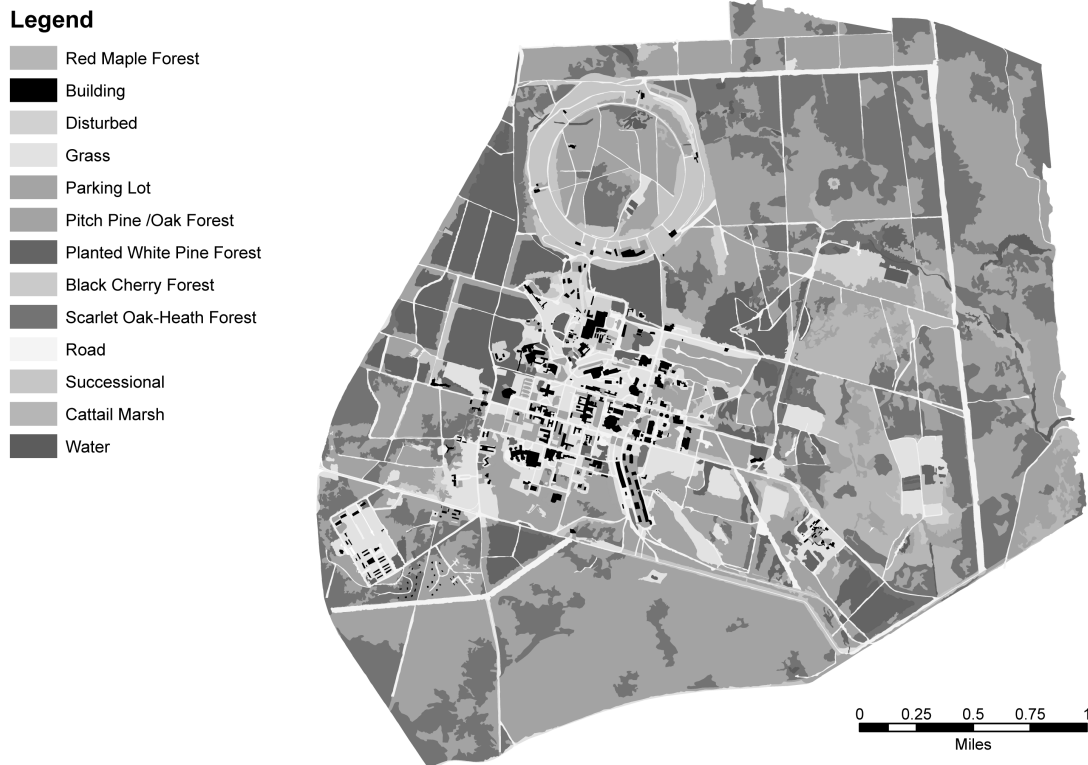 Legend
Red Maple Forest
Building
Disturbed
Grass
Parking Lot
Pitch Pine /Oak Forest
Planted White Pine Forest
Black Cherry Forest
Scarlet Oak-Heath Forest
Road
Successional
Cattail Marsh
Water
0 0.25 0.5 0.75 1
Miles